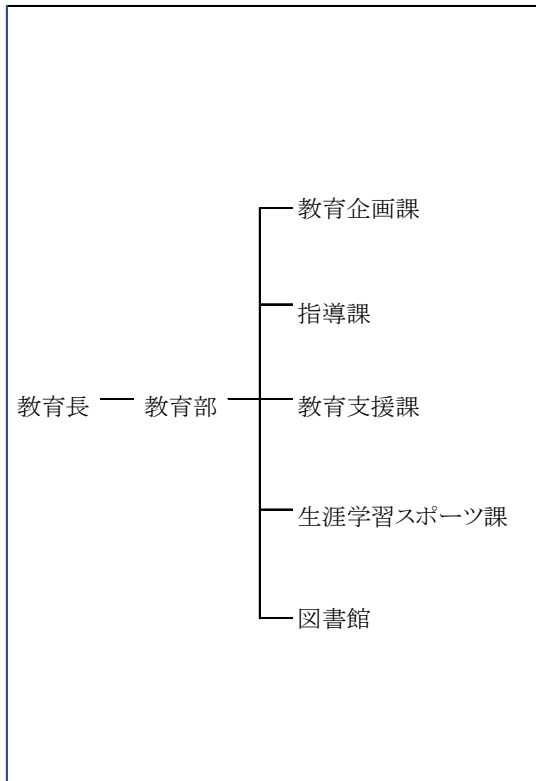 教育企画課
指導課
教育長
教育部
教育支援課
生涯学習スポーツ課
図書館